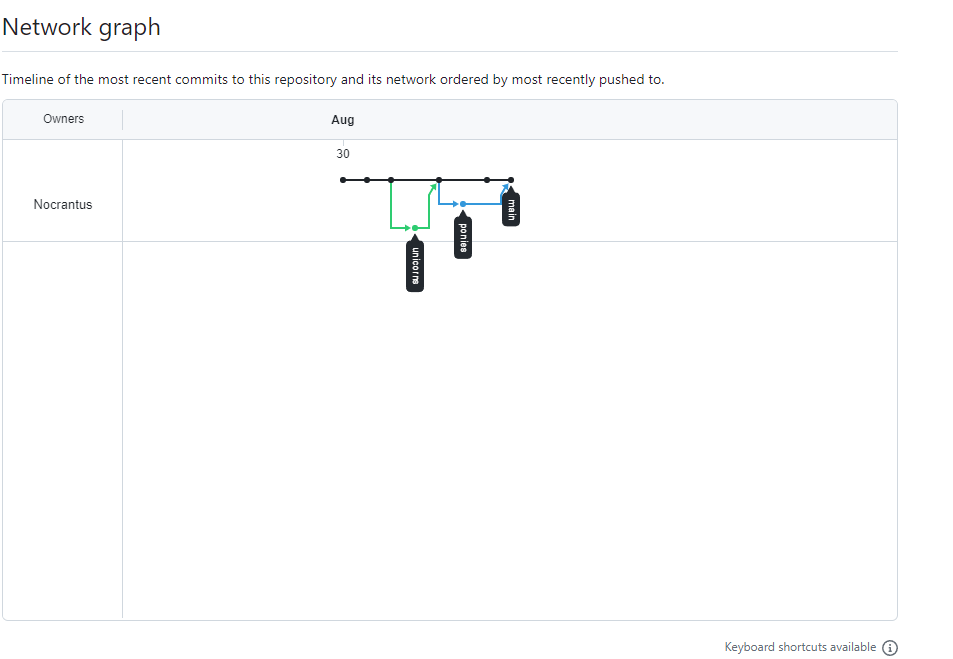 Network graph
Timeline of the most recent commits to this repository and its network ordered by most recently pushed to.
Owners
Aug
30
Nocrantus
main
ponies
unicorns
Keyboard shortcuts available